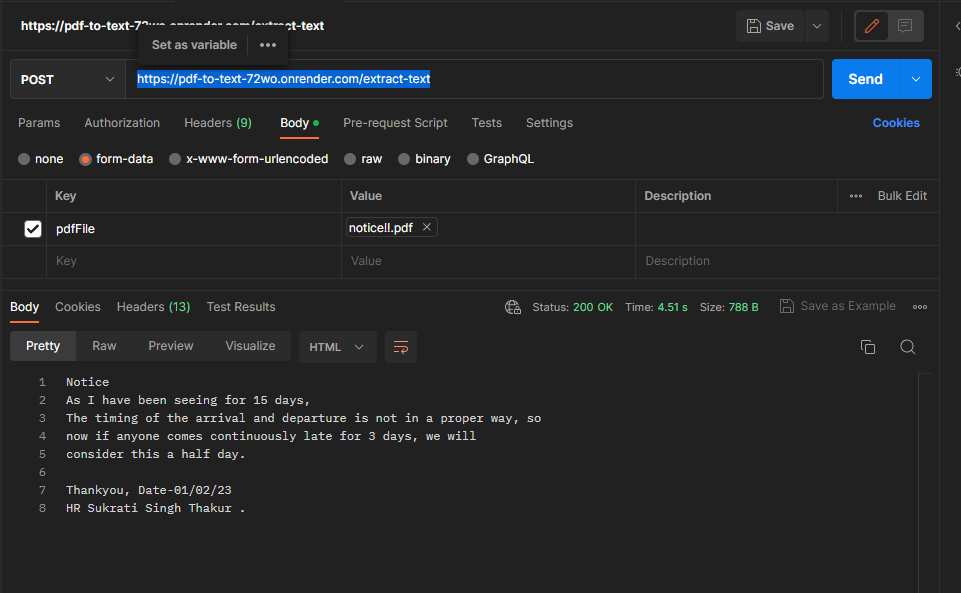 https://pdf-to-text-72wo.onrender.com/extract-text
Save
Set as variable
POST
https://pdf-to-text-72wo.onrender.com/extract-text
Send
Params Authorization Headers (9) Body Pre-request Script Tests Settings Cookies
none form-data x-www-form-urlencoded raw binary GraphQL
Key Value Description Bulk Edit
pdfFile notice!!.pdf
Key Value Description
Body Cookies Headers (13) Test Results Status: 200 OK Time: 4.51 s Size: 788 B Save as Example
Pretty Raw Preview Visualize HTML
1 Notice
2 As I have been seeing for 15 days,
3 The timing of the arrival and departure is not in a proper way, so
4 now if anyone comes continuously late for 3 days, we will
5 consider this a half day.
6
7 Thankyou, Date-01/02/23
8 HR Sukrati Singh Thakur .